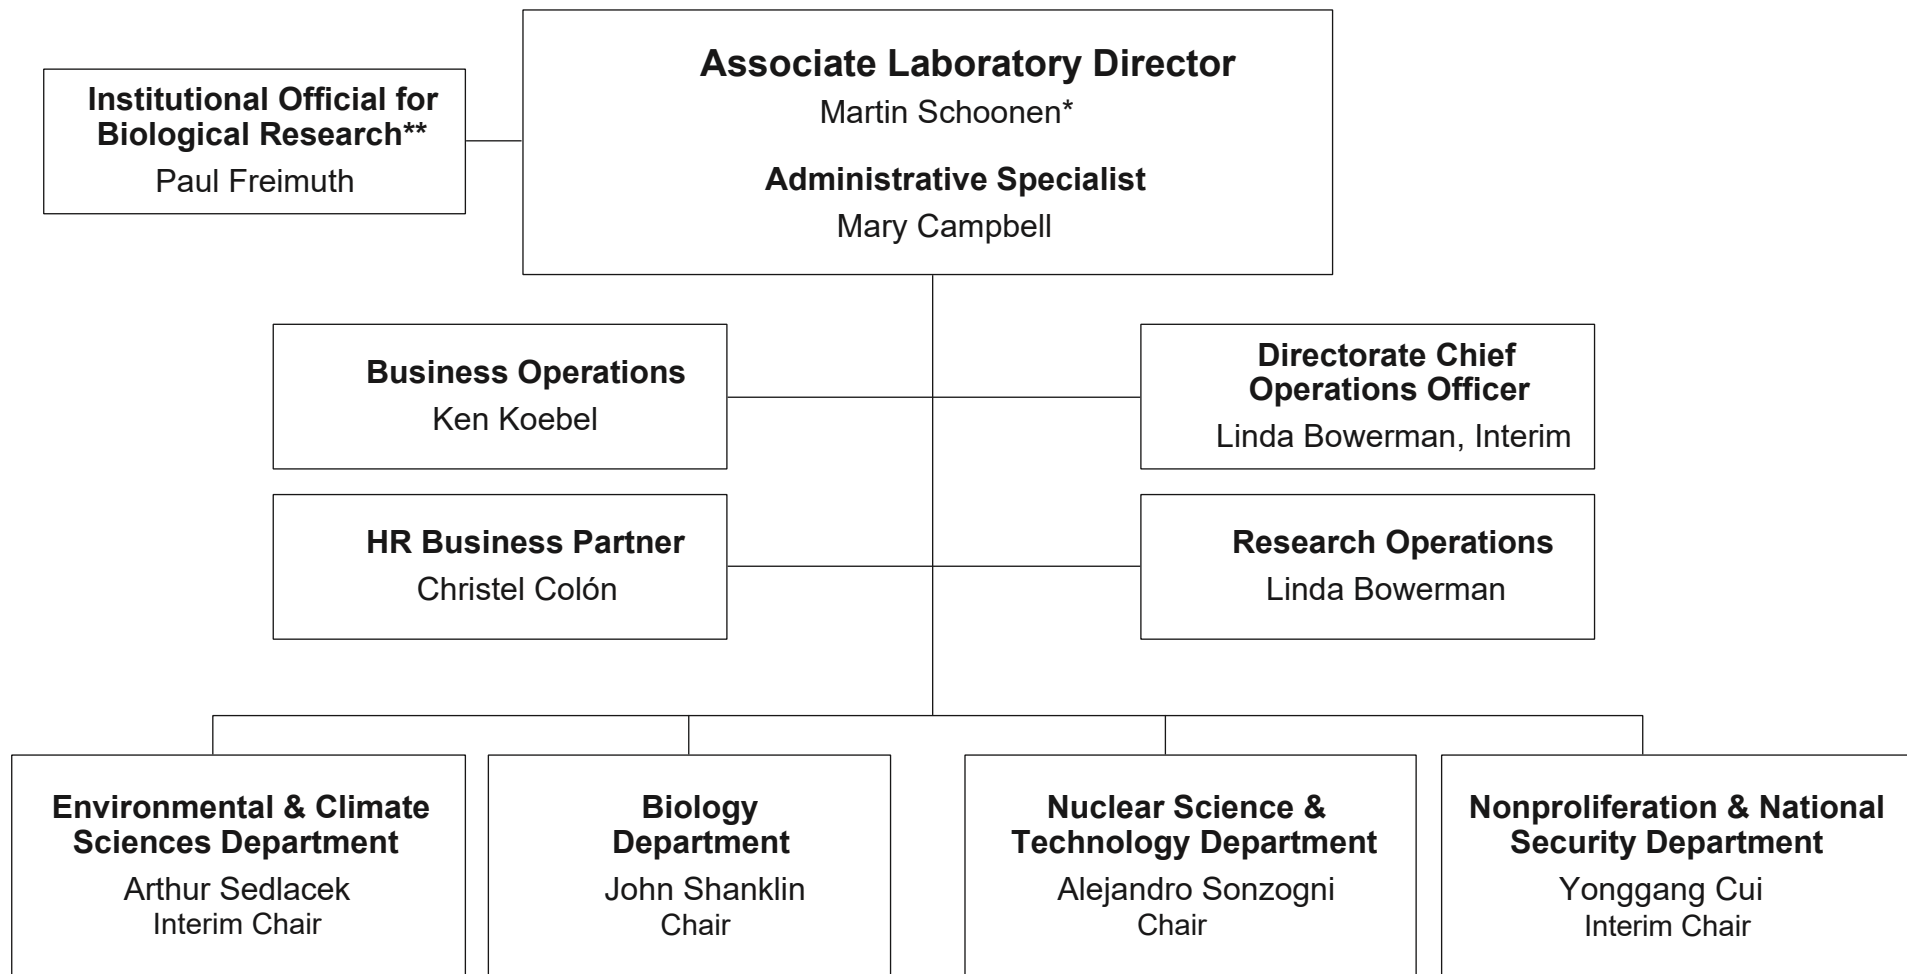 Associate Laboratory Director
Martin Schoonen*
Administrative Specialist
Mary Campbell
Institutional Official for
Biological Research**
Paul Freimuth
Business Operations
Ken Koebel
Directorate Chief
Operations Officer
Linda Bowerman, Interim
HR Business Partner
Christel Colón
Research Operations
Linda Bowerman
Environmental & Climate
Sciences Department
Arthur Sedlacek
Interim Chair
Biology
Department
John Shanklin
Chair
Nuclear Science &
Technology Department
Alejandro Sonzogni
Chair
Nonproliferation & National
Security Department
Yonggang Cui
Interim Chair